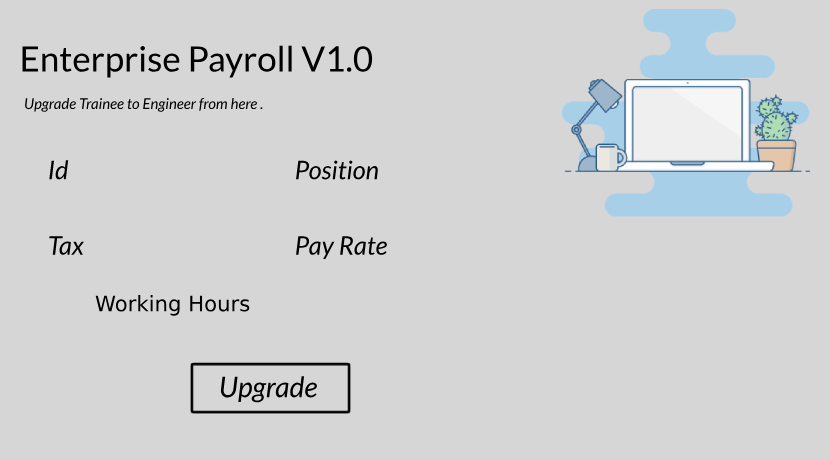 Enterprise Payroll V1.0
Upgrade Trainee to Engineer from here .
Id
Position
Tax
Pay Rate
Working Hours
Upgrade